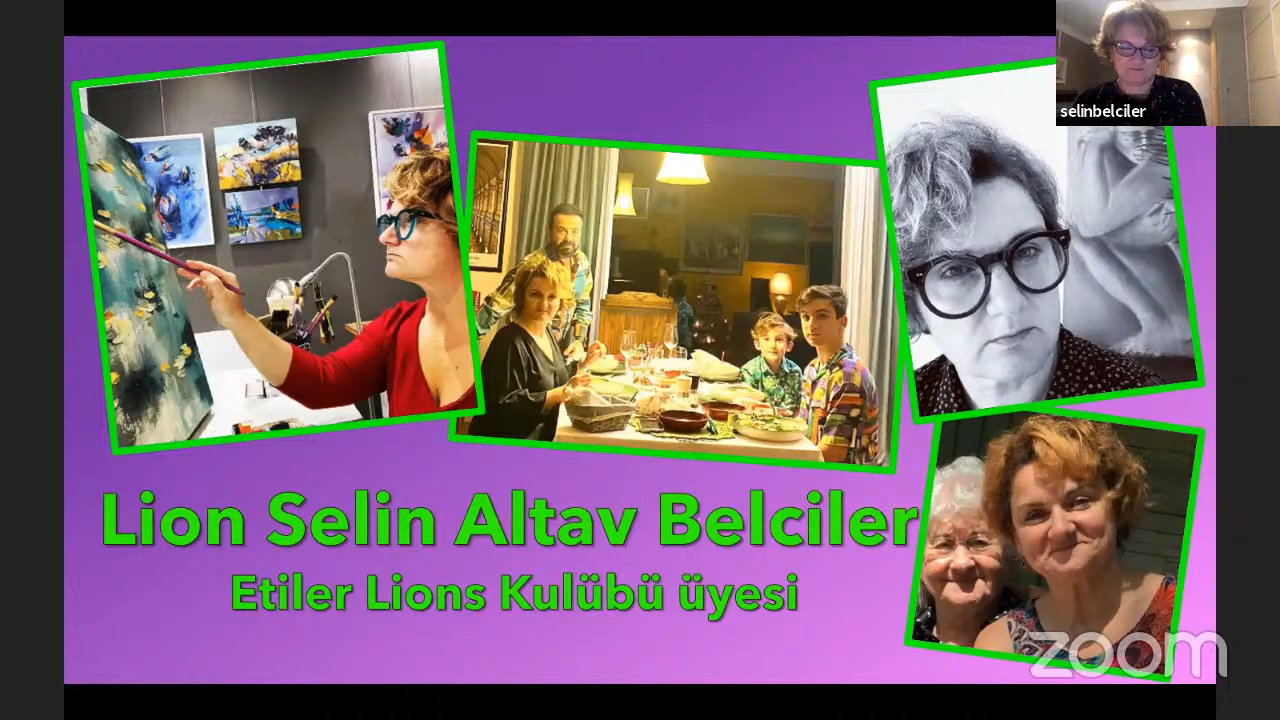 selinbelciler
Lion Selin Altav Belciler
Etiler Lions Kulübü üyesi
zoom